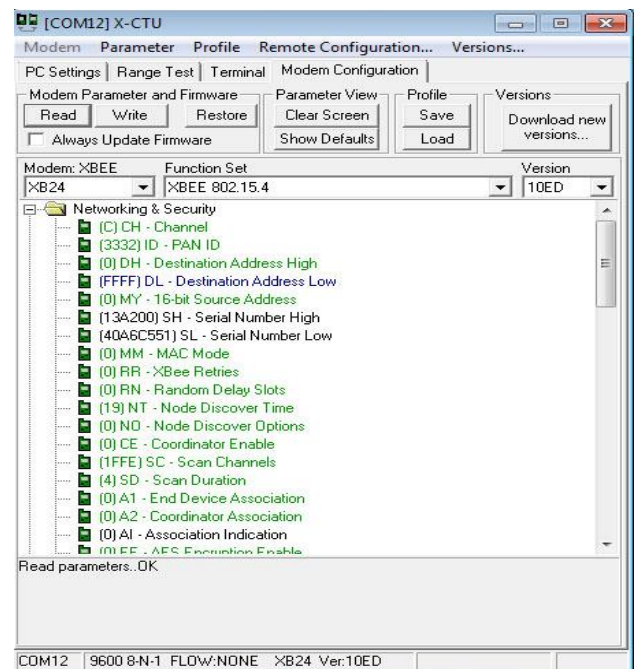 [COM12] X-CTU
Modem Parameter Profile Remote Configuration... Versions...
PC Settings Range Test Terminal Modem Configuration
Modem Parameter and Firmware Parameter View Profile Versions
Read Write Restore Clear Screen Save Download new versions...
Always Update Firmware Show Defaults Load
Modem: XBEE Function Set Version
XB24 XBEE 802.15.4 10ED
Networking & Security
(C) CH - Channel
(3332) ID - PAN ID
(0) DH - Destination Address High
(FFFF) DL - Destination Address Low
(0) MY - 16-bit Source Address
(13A200) SH - Serial Number High
(40A6C551) SL - Serial Number Low
(0) MM - MAC Mode
(0) RR - XBee Retries
(0) RN - Random Delay Slots
(19) NT - Node Discover Time
(0) NO - Node Discover Options
(0) CE - Coordinator Enable
(1FFE) SC - Scan Channels
(4) SD - Scan Duration
(0) A1 - End Device Association
(0) A2 - Coordinator Association
(0) AI - Association Indication
(0) EE - AES Encryption Enable
Read parameters..OK
COM12 9600 8-N-1 FLOW:NONE XB24 Ver:10ED